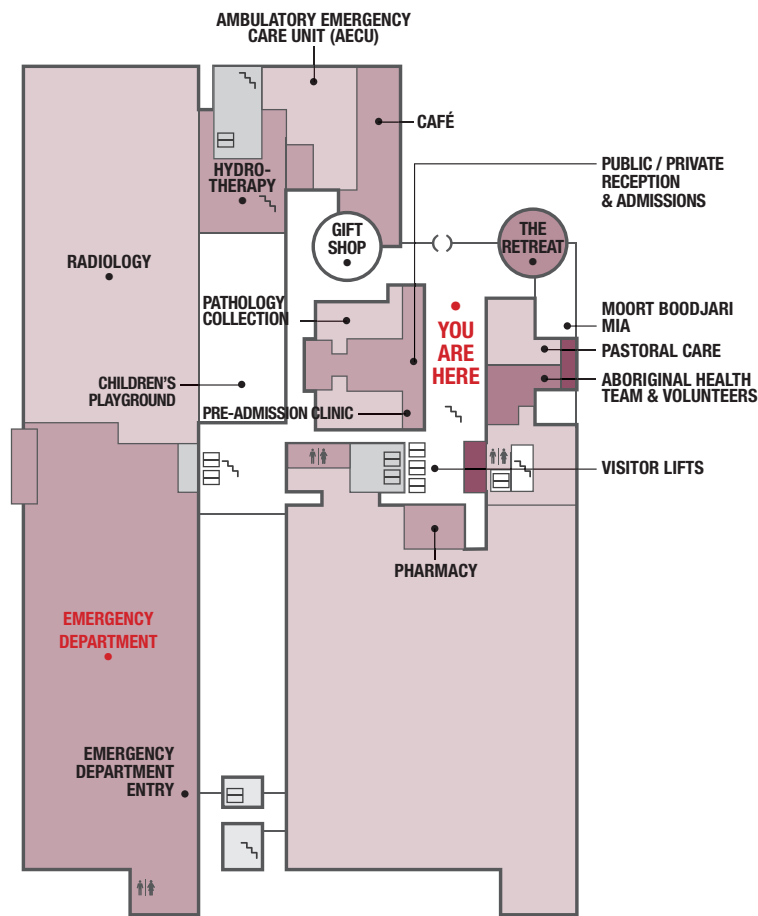 AMBULATORY EMERGENCY
CARE UNIT (AECU)
CAFÉ
PUBLIC / PRIVATE
RECEPTION
& ADMISSIONS
HYDRO-
THERAPY
GIFT
SHOP
THE
RETREAT
RADIOLOGY
PATHOLOGY
COLLECTION
YOU
ARE
HERE
MOORT BOODJARI
MIA
PASTORAL CARE
CHILDREN'S
PLAYGROUND
ABORIGINAL HEALTH
TEAM & VOLUNTEERS
PRE-ADMISSION CLINIC
VISITOR LIFTS
PHARMACY
EMERGENCY
DEPARTMENT
EMERGENCY
DEPARTMENT
ENTRY